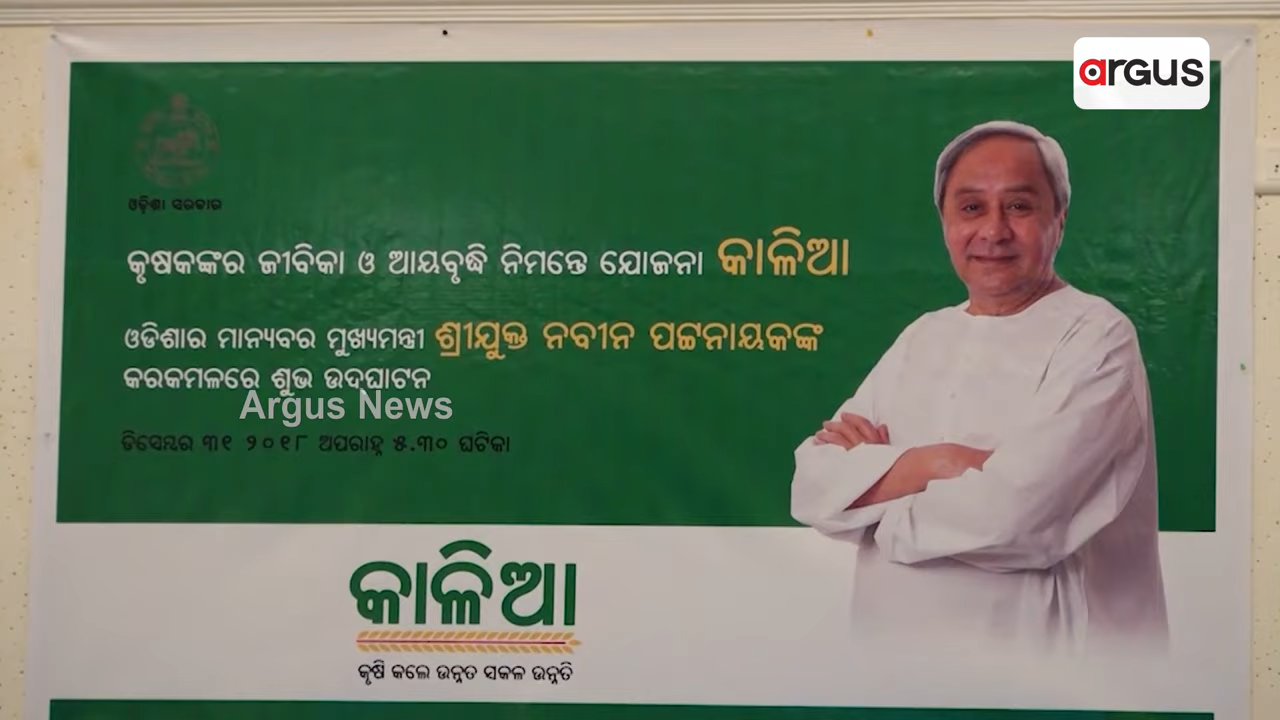 argus
ଓଡ଼ିଶା ସରକାର
କୃଷକଙ୍କର ଜୀବିକା ଓ ଆୟବୃଦ୍ଧି ନିମନ୍ତେ ଯୋଜନା କାଳିଆ
ଓଡିଶାର ମାନ୍ୟବର ମୁଖ୍ୟମନ୍ତ୍ରୀ ଶ୍ରୀଯୁକ୍ତ ନବୀନ ପଟ୍ଟନାୟକଙ୍କ
କରକମଳରେ ଶୁଭ ଉଦ୍‌ଘାଟନ
Argus News
ଡିସେମ୍ବର ୩୧ ୨୦୧୮ ଅପରାହ୍ନ ୫.୩୦ ଘଟିକା
କାଳିଆ
କୃଷି କଲେ ଉନ୍ନତ ସକଳ ଉନ୍ନତି